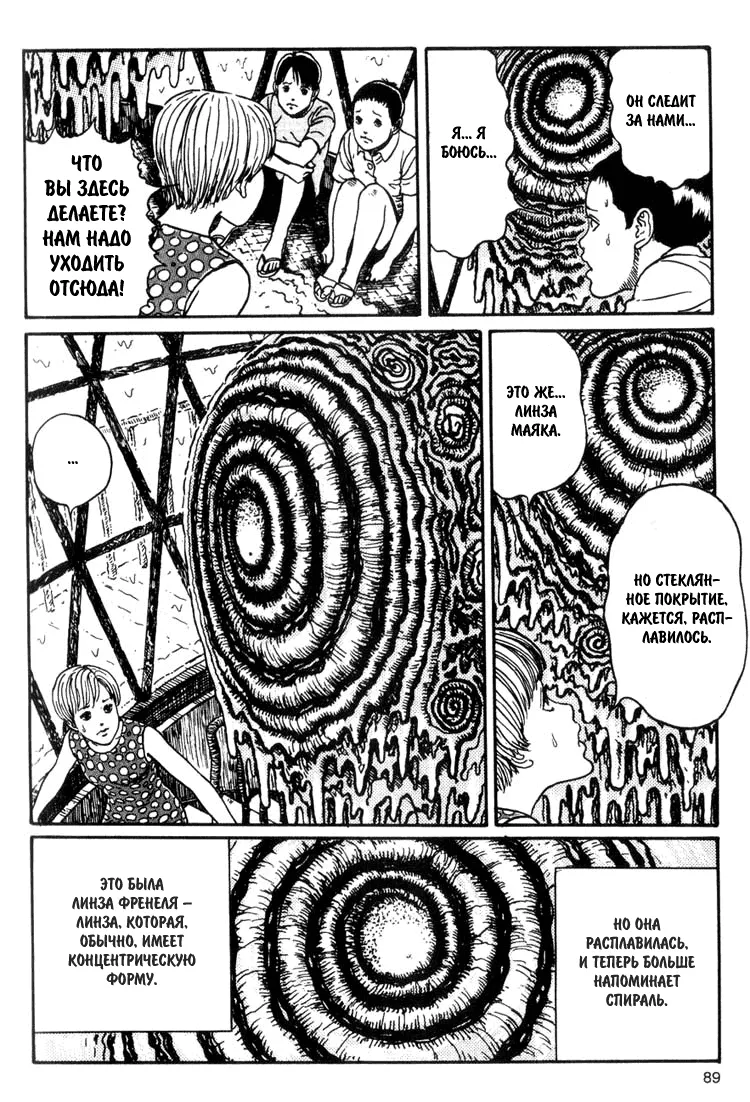 ЧТО
ВЫ ЗДЕСЬ
ДЕЛАЕТЕ?
НАМ НАДО
УХОДИТЬ
ОТСЮДА!
ОН СЛЕДИТ
ЗА НАМИ...
Я... Я
БОЮСЬ...
...
ЭТО ЖЕ...
ЛИНЗА
МАЯКА.
НО СТЕКЛЯН-
НОЕ ПОКРЫТИЕ,
КАЖЕТСЯ, РАСП-
ЛАВИЛОСЬ.
ЭТО БЫЛА
ЛИНЗА ФРЕНЕЛЯ –
ЛИНЗА, КОТОРАЯ,
ОБЫЧНО, ИМЕЕТ
КОНЦЕНТРИЧЕСКУЮ
ФОРМУ.
НО ОНА
РАСПЛАВИЛАСЬ,
И ТЕПЕРЬ БОЛЬШЕ
НАПОМИНАЕТ
СПИРАЛЬ.
89